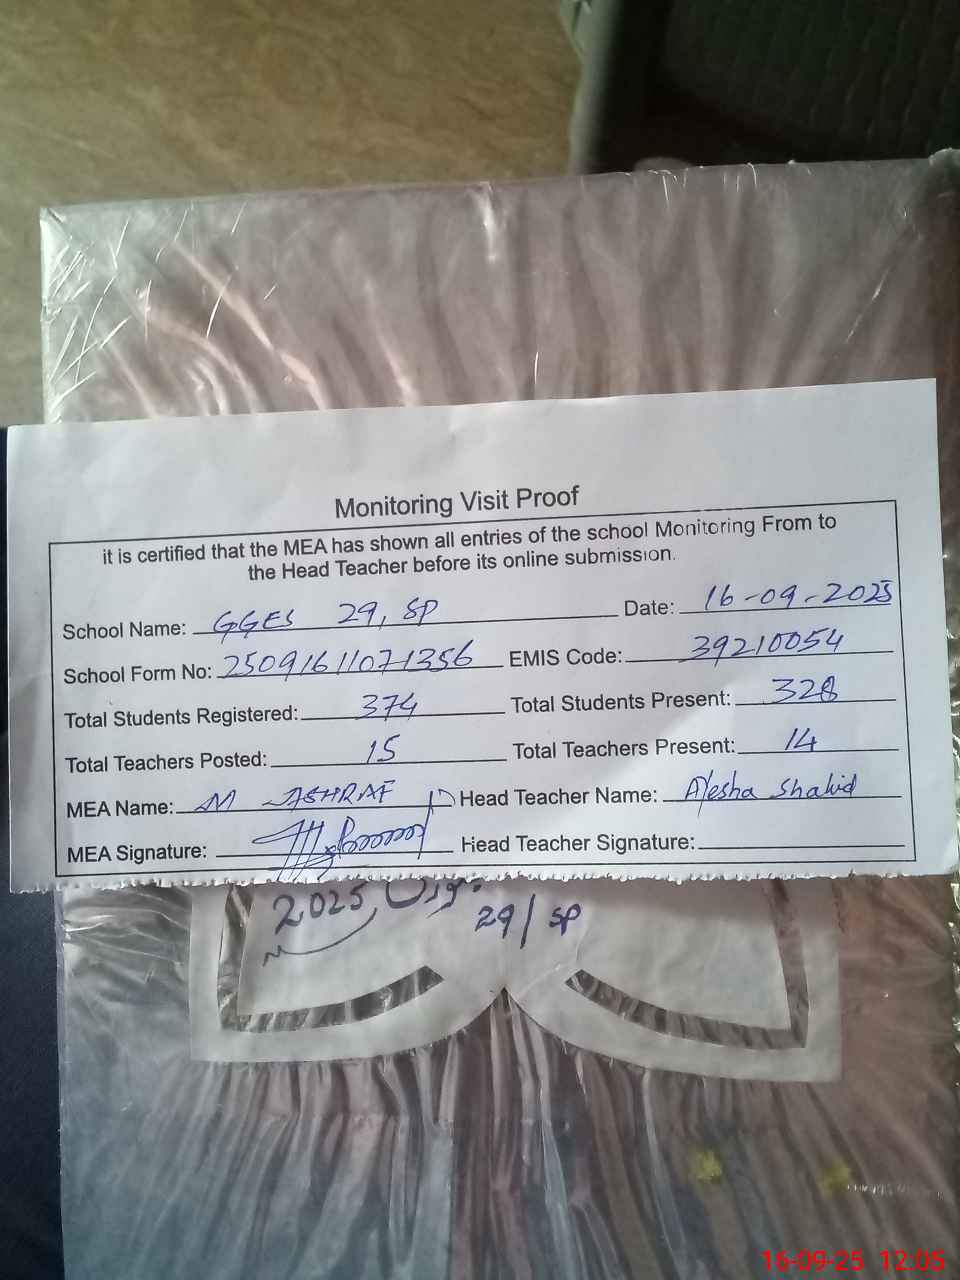 Monitoring Visit Proof
it is certified that the MEA has shown all entries of the school Monitoring From to
the Head Teacher before its online submission.
School Name: GGES 29, SP Date: 16-09-2025
School Form No: 25091611071356 EMIS Code: 39210054
Total Students Registered: 374 Total Students Present: 328
Total Teachers Posted: 15 Total Teachers Present: 14
MEA Name: M ASHRAF Head Teacher Name: Ayesha Shahid
MEA Signature: Head Teacher Signature:
2025
29/SP
16-09-25 12:05